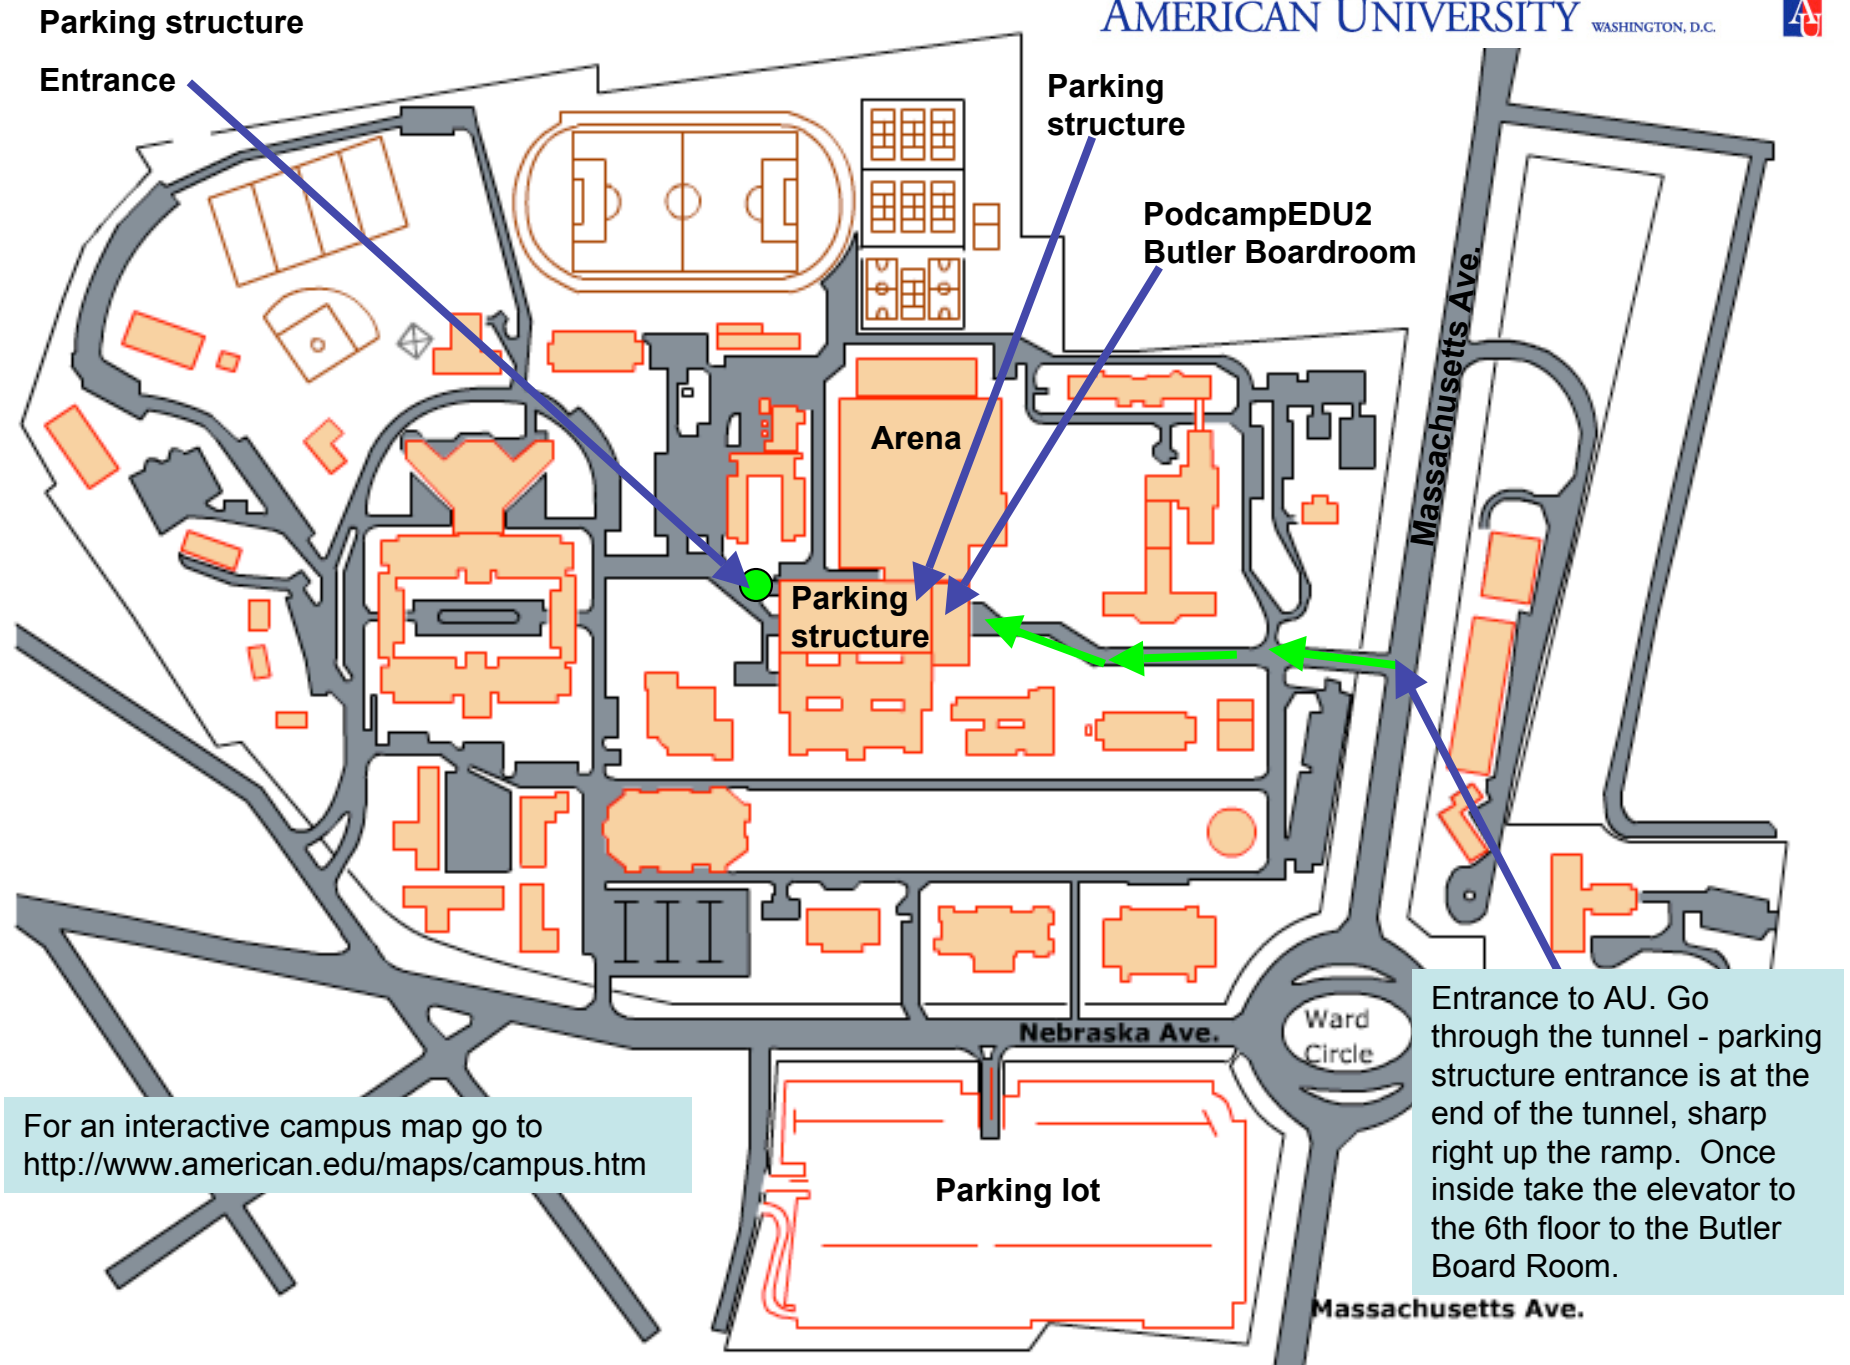 Parking structure
Entrance
AMERICAN UNIVERSITY WASHINGTON, D.C.
AU
Parking
structure
PodcampEDU2
Butler Boardroom
Massachusetts Ave.
Arena
Parking
structure
Nebraska Ave.
Ward
Circle
Entrance to AU. Go
through the tunnel - parking
structure entrance is at the
end of the tunnel, sharp
right up the ramp. Once
inside take the elevator to
the 6th floor to the Butler
Board Room.
For an interactive campus map go to
http://www.american.edu/maps/campus.htm
Parking lot
Massachusetts Ave.